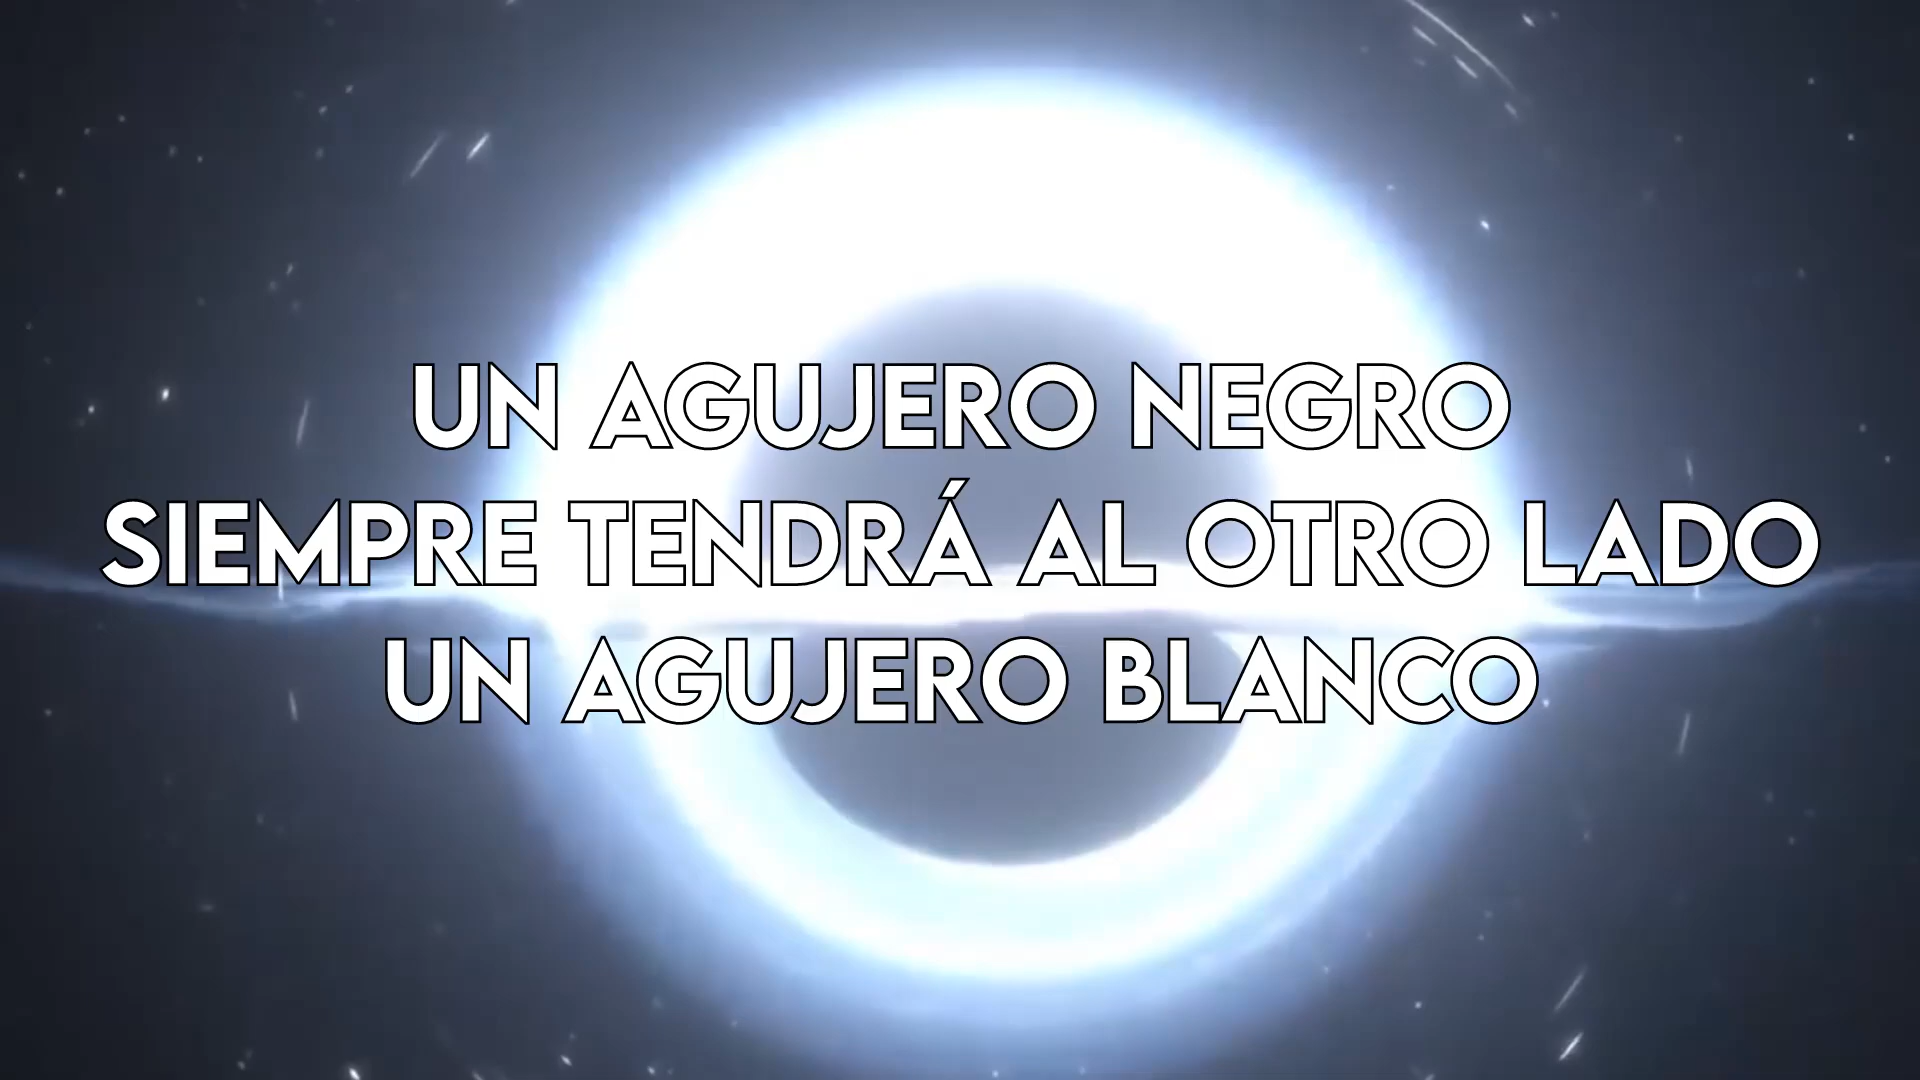 UN AGUJERO NEGRO
SIEMPRE TENDRÁ AL OTRO LADO
UN AGUJERO BLANCO